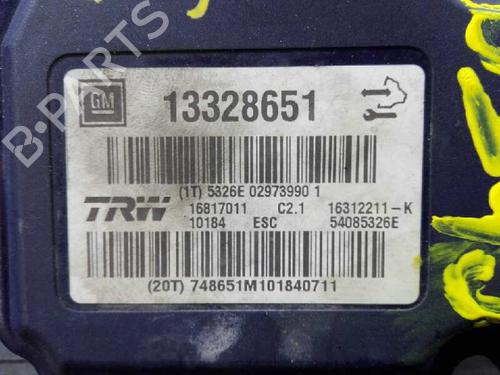 GM 13328651
(1T) 5326E 02973990 1
TRW 16817011 C2.1 16312211-K
10184 ESC 54085326E
(20T) 748651M101840711
B-PARTS